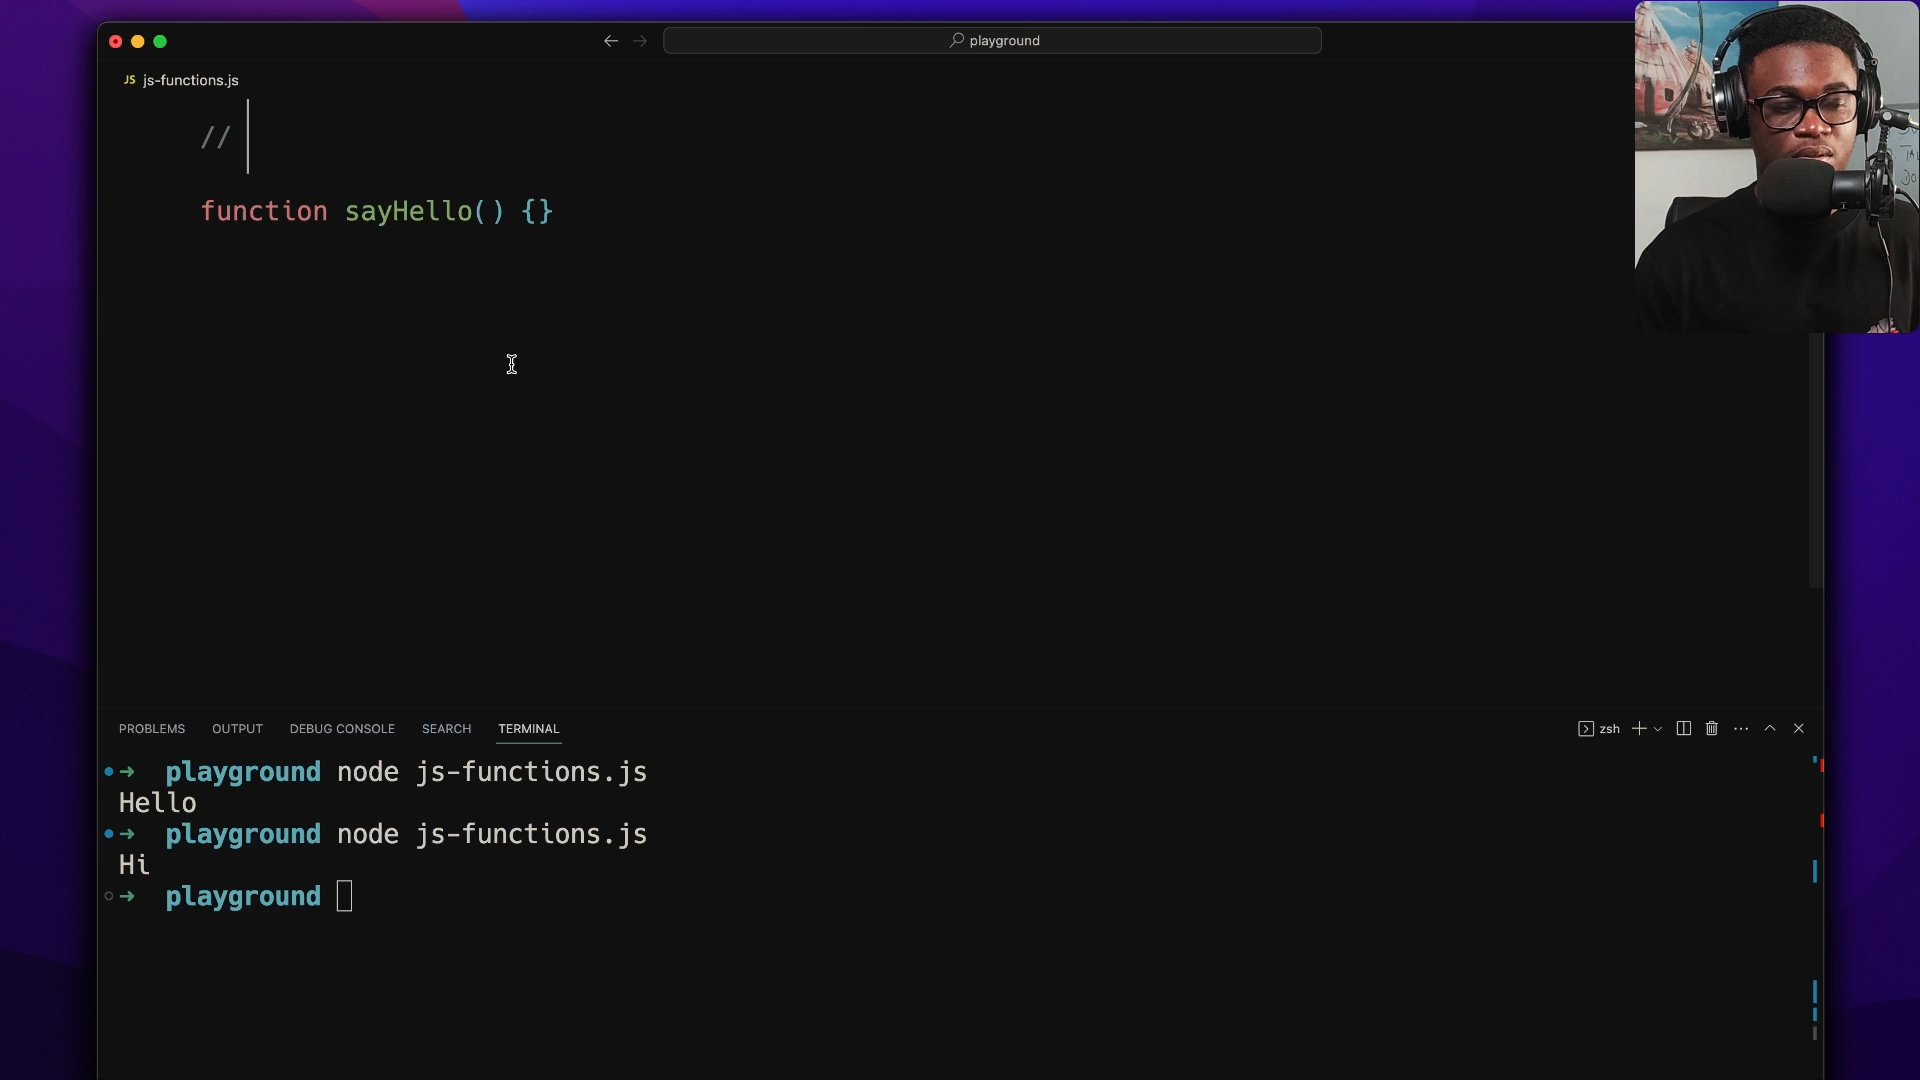 playground
JS js-functions.js
//
function sayHello() {}
PROBLEMS OUTPUT DEBUG CONSOLE SEARCH TERMINAL zsh
➜ playground node js-functions.js
Hello
➜ playground node js-functions.js
Hi
➜ playground